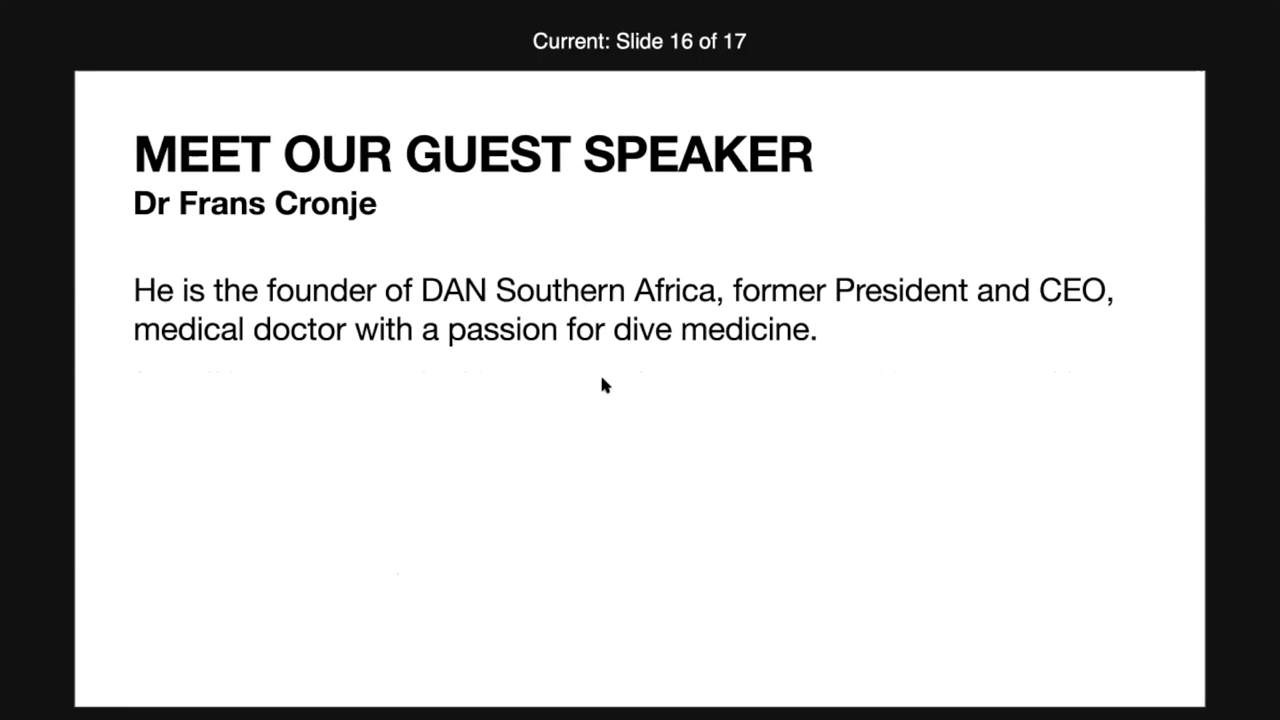 Current: Slide 16 of 17
MEET OUR GUEST SPEAKER
Dr Frans Cronje
He is the founder of DAN Southern Africa, former President and CEO,
medical doctor with a passion for dive medicine.